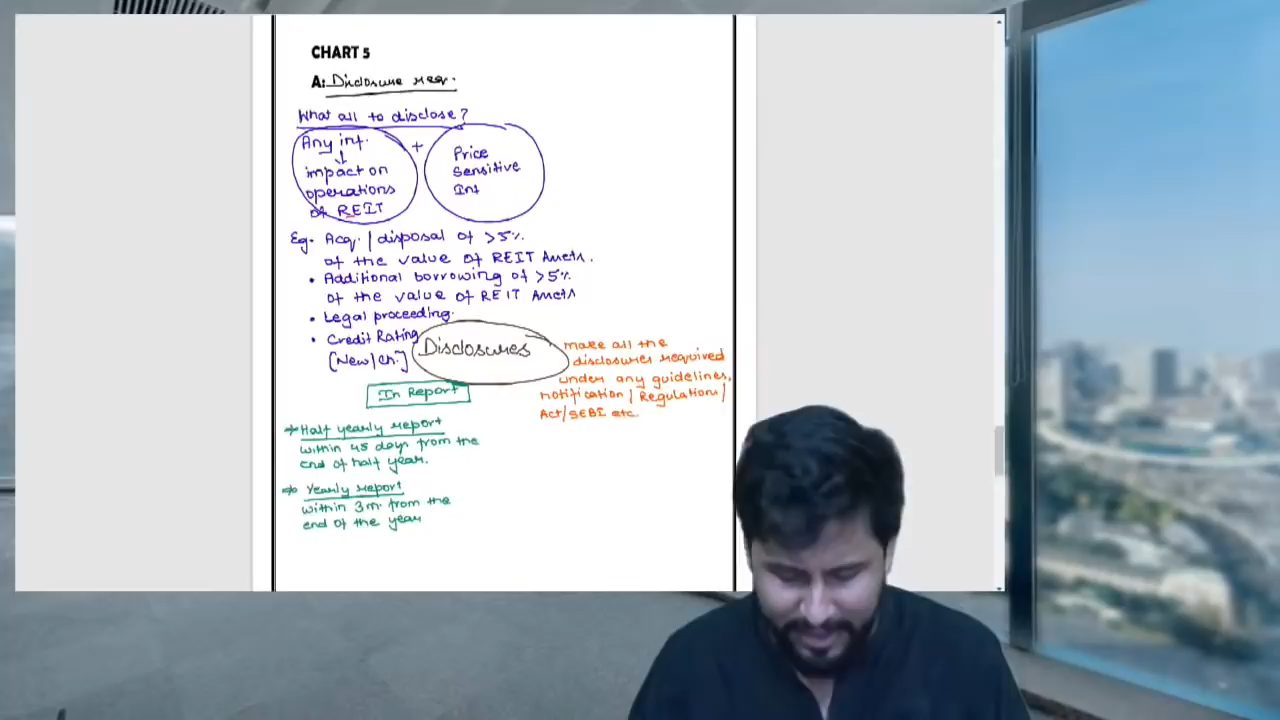 CHART 5
A: Disclosure req.
What all to disclose?
Any inf.
↓
impact on
operations
of REIT
+
Price
Sensitive
Inf
Eg. Acq. / disposal of >5%
of the value of REIT Assets.
• Additional borrowing of >5%
of the value of REIT Assets
• Legal proceeding.
• Credit Rating
[New/Ch.]
Disclosures
make all the
disclosures required
under any guidelines,
notification / Regulations /
Act/SEBI etc.
In Report
→ Half yearly report
within 45 days from the
end of half year.
→ Yearly report
within 3m. from the
end of the year